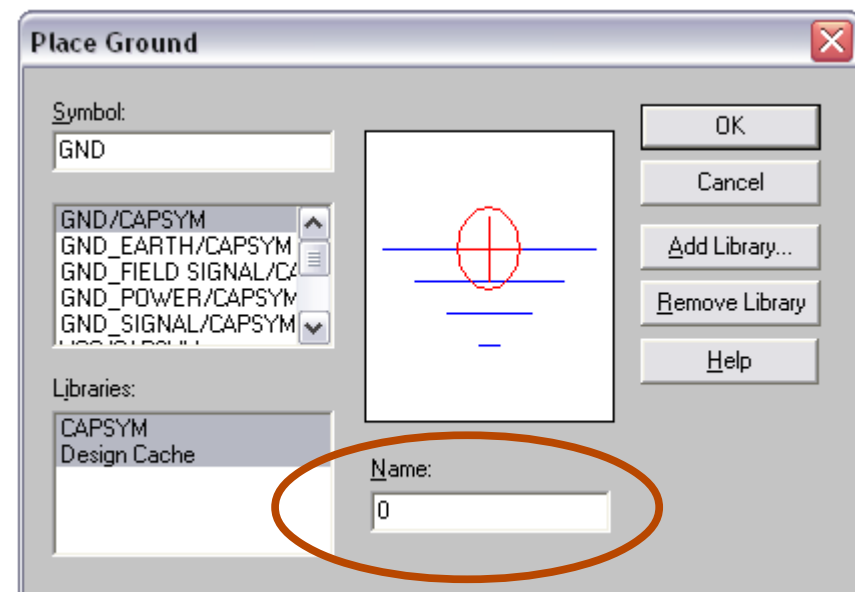 Place Ground
Symbol:
GND
GND/CAPSYM
GND_EARTH/CAPSYM
GND_FIELD SIGNAL/CA
GND_POWER/CAPSYM
GND_SIGNAL/CAPSYM
Libraries:
CAPSYM
Design Cache
Name:
0
OK
Cancel
Add Library...
Remove Library
Help